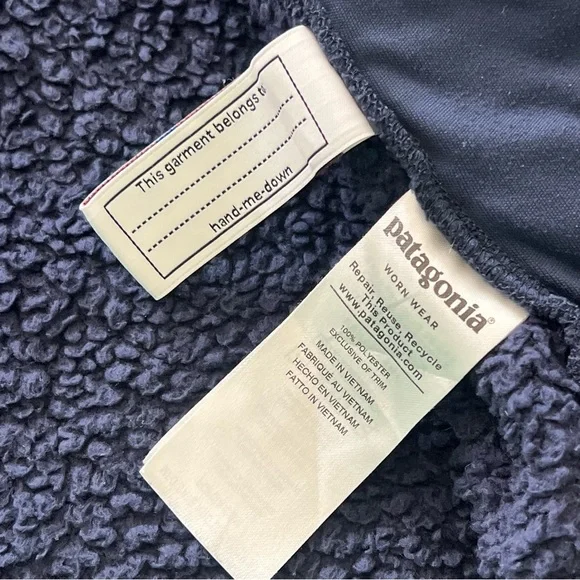 This garment belongs to
hand-me-down
patagonia®
WORN WEAR
Repair, Reuse, Recycle
This Product
www.patagonia.com
100% POLYESTER
EXCLUSIVE OF TRIM
MADE IN VIETNAM
FABRIQUÉ AU VIETNAM
HECHO EN VIETNAM
FATTO IN VIETNAM